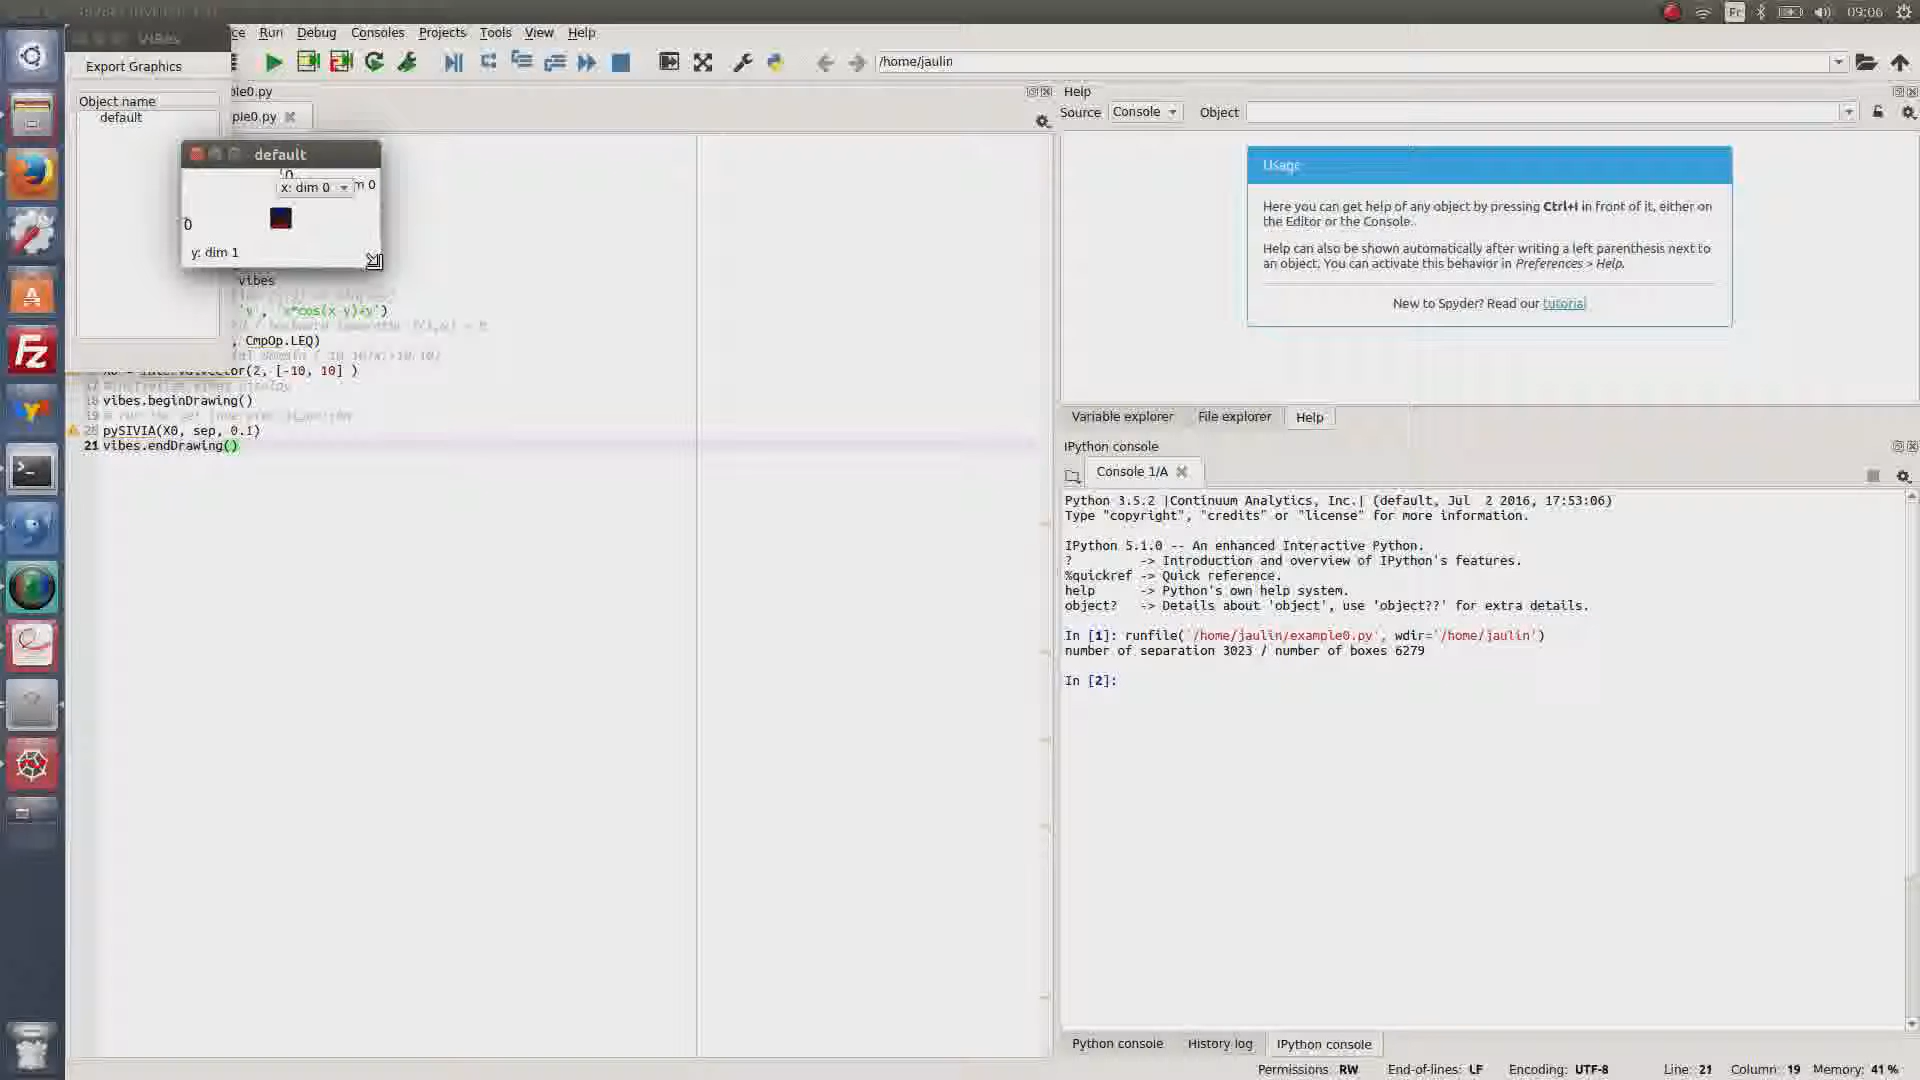 Fr
09:06
VIBes
Export Graphics
Object name
default
Run Debug Consoles Projects Tools View Help
/home/jaulin
ple0.py
default
0
x: dim 0
m 0
0
y: dim 1
vibes
'y', 'x*cos(x-y)+y')
, CmpOp.LEQ)
X0 = IntervalVector(2, [-10, 10] )
18 vibes.beginDrawing()
19
20 pySIVIA(X0, sep, 0.1)
21 vibes.endDrawing()
Help
Source Console Object
Usage
Here you can get help of any object by pressing Ctrl+I in front of it, either on
the Editor or the Console.
Help can also be shown automatically after writing a left parenthesis next to
an object. You can activate this behavior in Preferences > Help.
New to Spyder? Read our tutorial
Variable explorer File explorer Help
IPython console
Console 1/A
Python 3.5.2 |Continuum Analytics, Inc.| (default, Jul 2 2016, 17:53:06)
Type "copyright", "credits" or "license" for more information.
IPython 5.1.0 -- An enhanced Interactive Python.
? -> Introduction and overview of IPython's features.
%quickref -> Quick reference.
help -> Python's own help system.
object? -> Details about 'object', use 'object??' for extra details.
In [1]: runfile('/home/jaulin/example0.py', wdir='/home/jaulin')
number of separation 3023 / number of boxes 6279
In [2]:
Python console History log IPython console
Permissions: RW End-of-lines: LF Encoding: UTF-8 Line: 21 Column: 19 Memory: 41 %